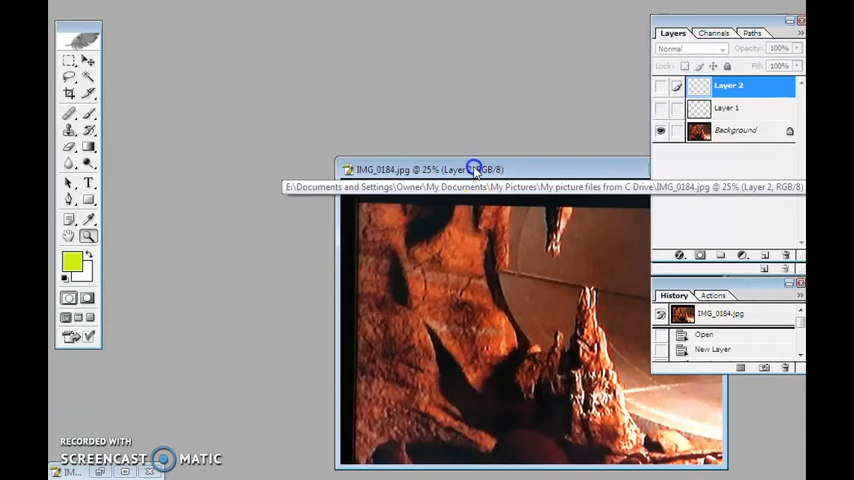 Layers Channels Paths
Normal Opacity: 100%
Lock: Fill: 100%
Layer 2
Layer 1
Background
IMG_0184.jpg @ 25% (Layer 2, RGB/8)
E:\Documents and Settings\Owner\My Documents\My Pictures\My picture files from C Drive\IMG_0184.jpg @ 25% (Layer 2, RGB/8)
T
History Actions
IMG_0184.jpg
Open
New Layer
RECORDED WITH
SCREENCAST MATIC
IM...